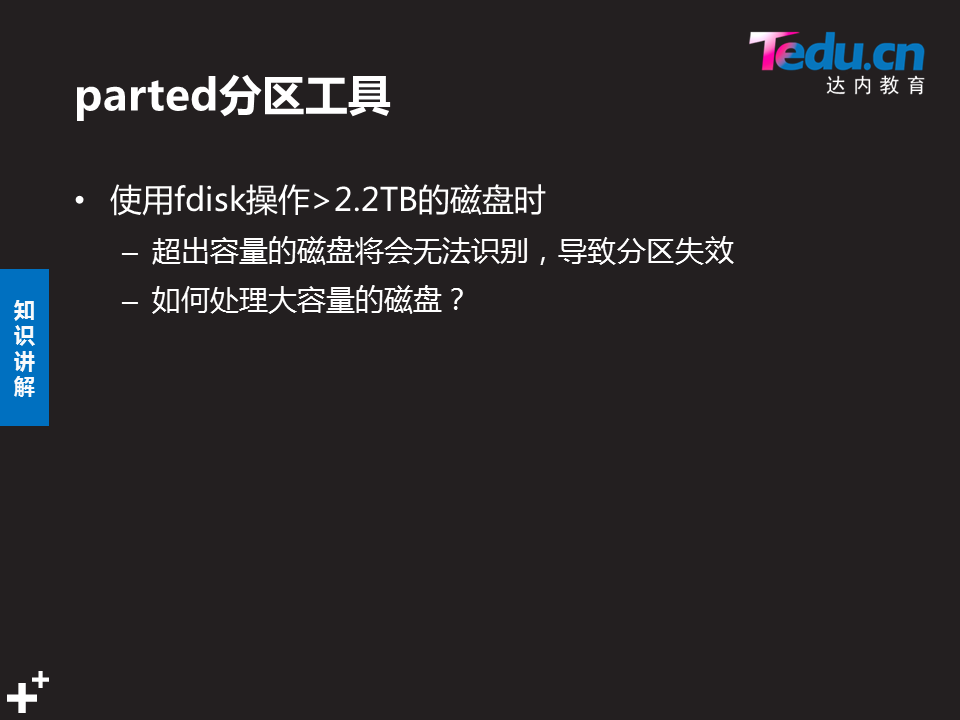 Tedu.cn
达内教育
parted分区工具
• 使用fdisk操作>2.2TB的磁盘时
– 超出容量的磁盘将会无法识别，导致分区失效
– 如何处理大容量的磁盘？
知识讲解